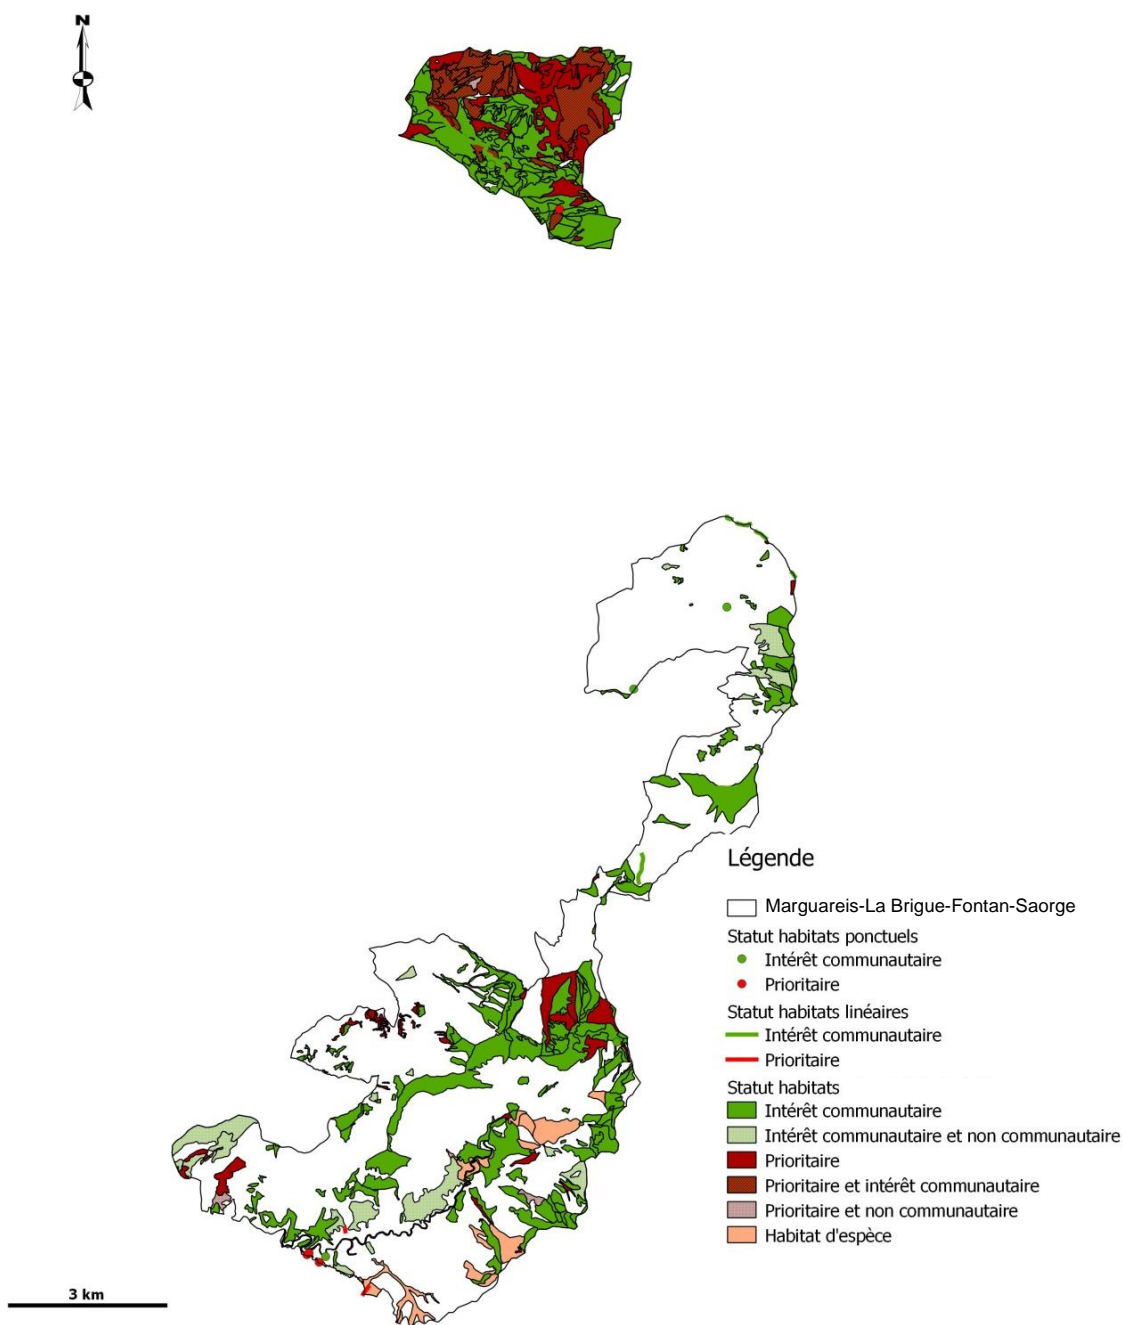 N
Légende
Marguareis-La Brigue-Fontan-Saorge
Statut habitats ponctuels
Intérêt communautaire
Prioritaire
Statut habitats linéaires
Intérêt communautaire
Prioritaire
Statut habitats
Intérêt communautaire
Intérêt communautaire et non communautaire
Prioritaire
Prioritaire et intérêt communautaire
Prioritaire et non communautaire
Habitat d'espèce
3 km